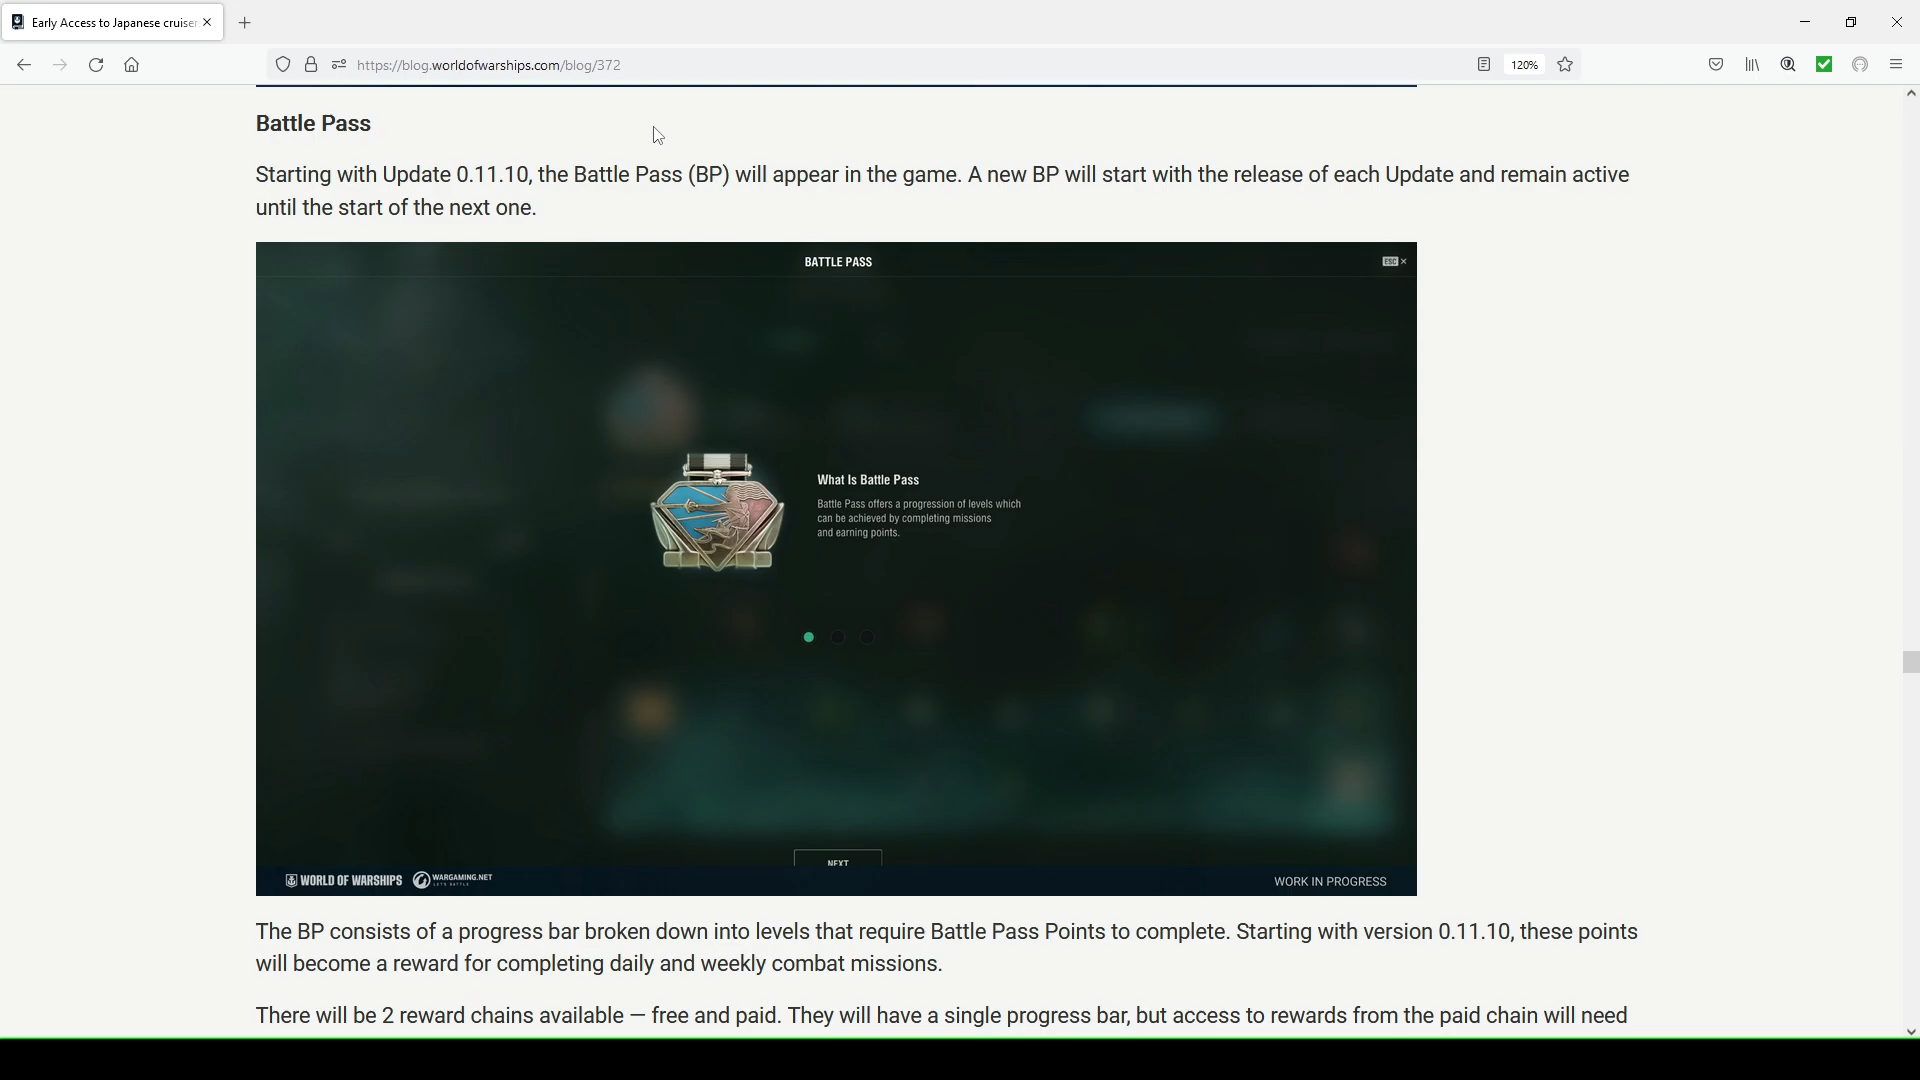 Early Access to Japanese cruiser
https://blog.worldofwarships.com/blog/372
120%
Battle Pass
Starting with Update 0.11.10, the Battle Pass (BP) will appear in the game. A new BP will start with the release of each Update and remain active
until the start of the next one.
BATTLE PASS
ESC ×
What Is Battle Pass
Battle Pass offers a progression of levels which
can be achieved by completing missions
and earning points.
NEXT
WORLD OF WARSHIPS
WARGAMING.NET
LET'S BATTLE
WORK IN PROGRESS
The BP consists of a progress bar broken down into levels that require Battle Pass Points to complete. Starting with version 0.11.10, these points
will become a reward for completing daily and weekly combat missions.
There will be 2 reward chains available — free and paid. They will have a single progress bar, but access to rewards from the paid chain will need